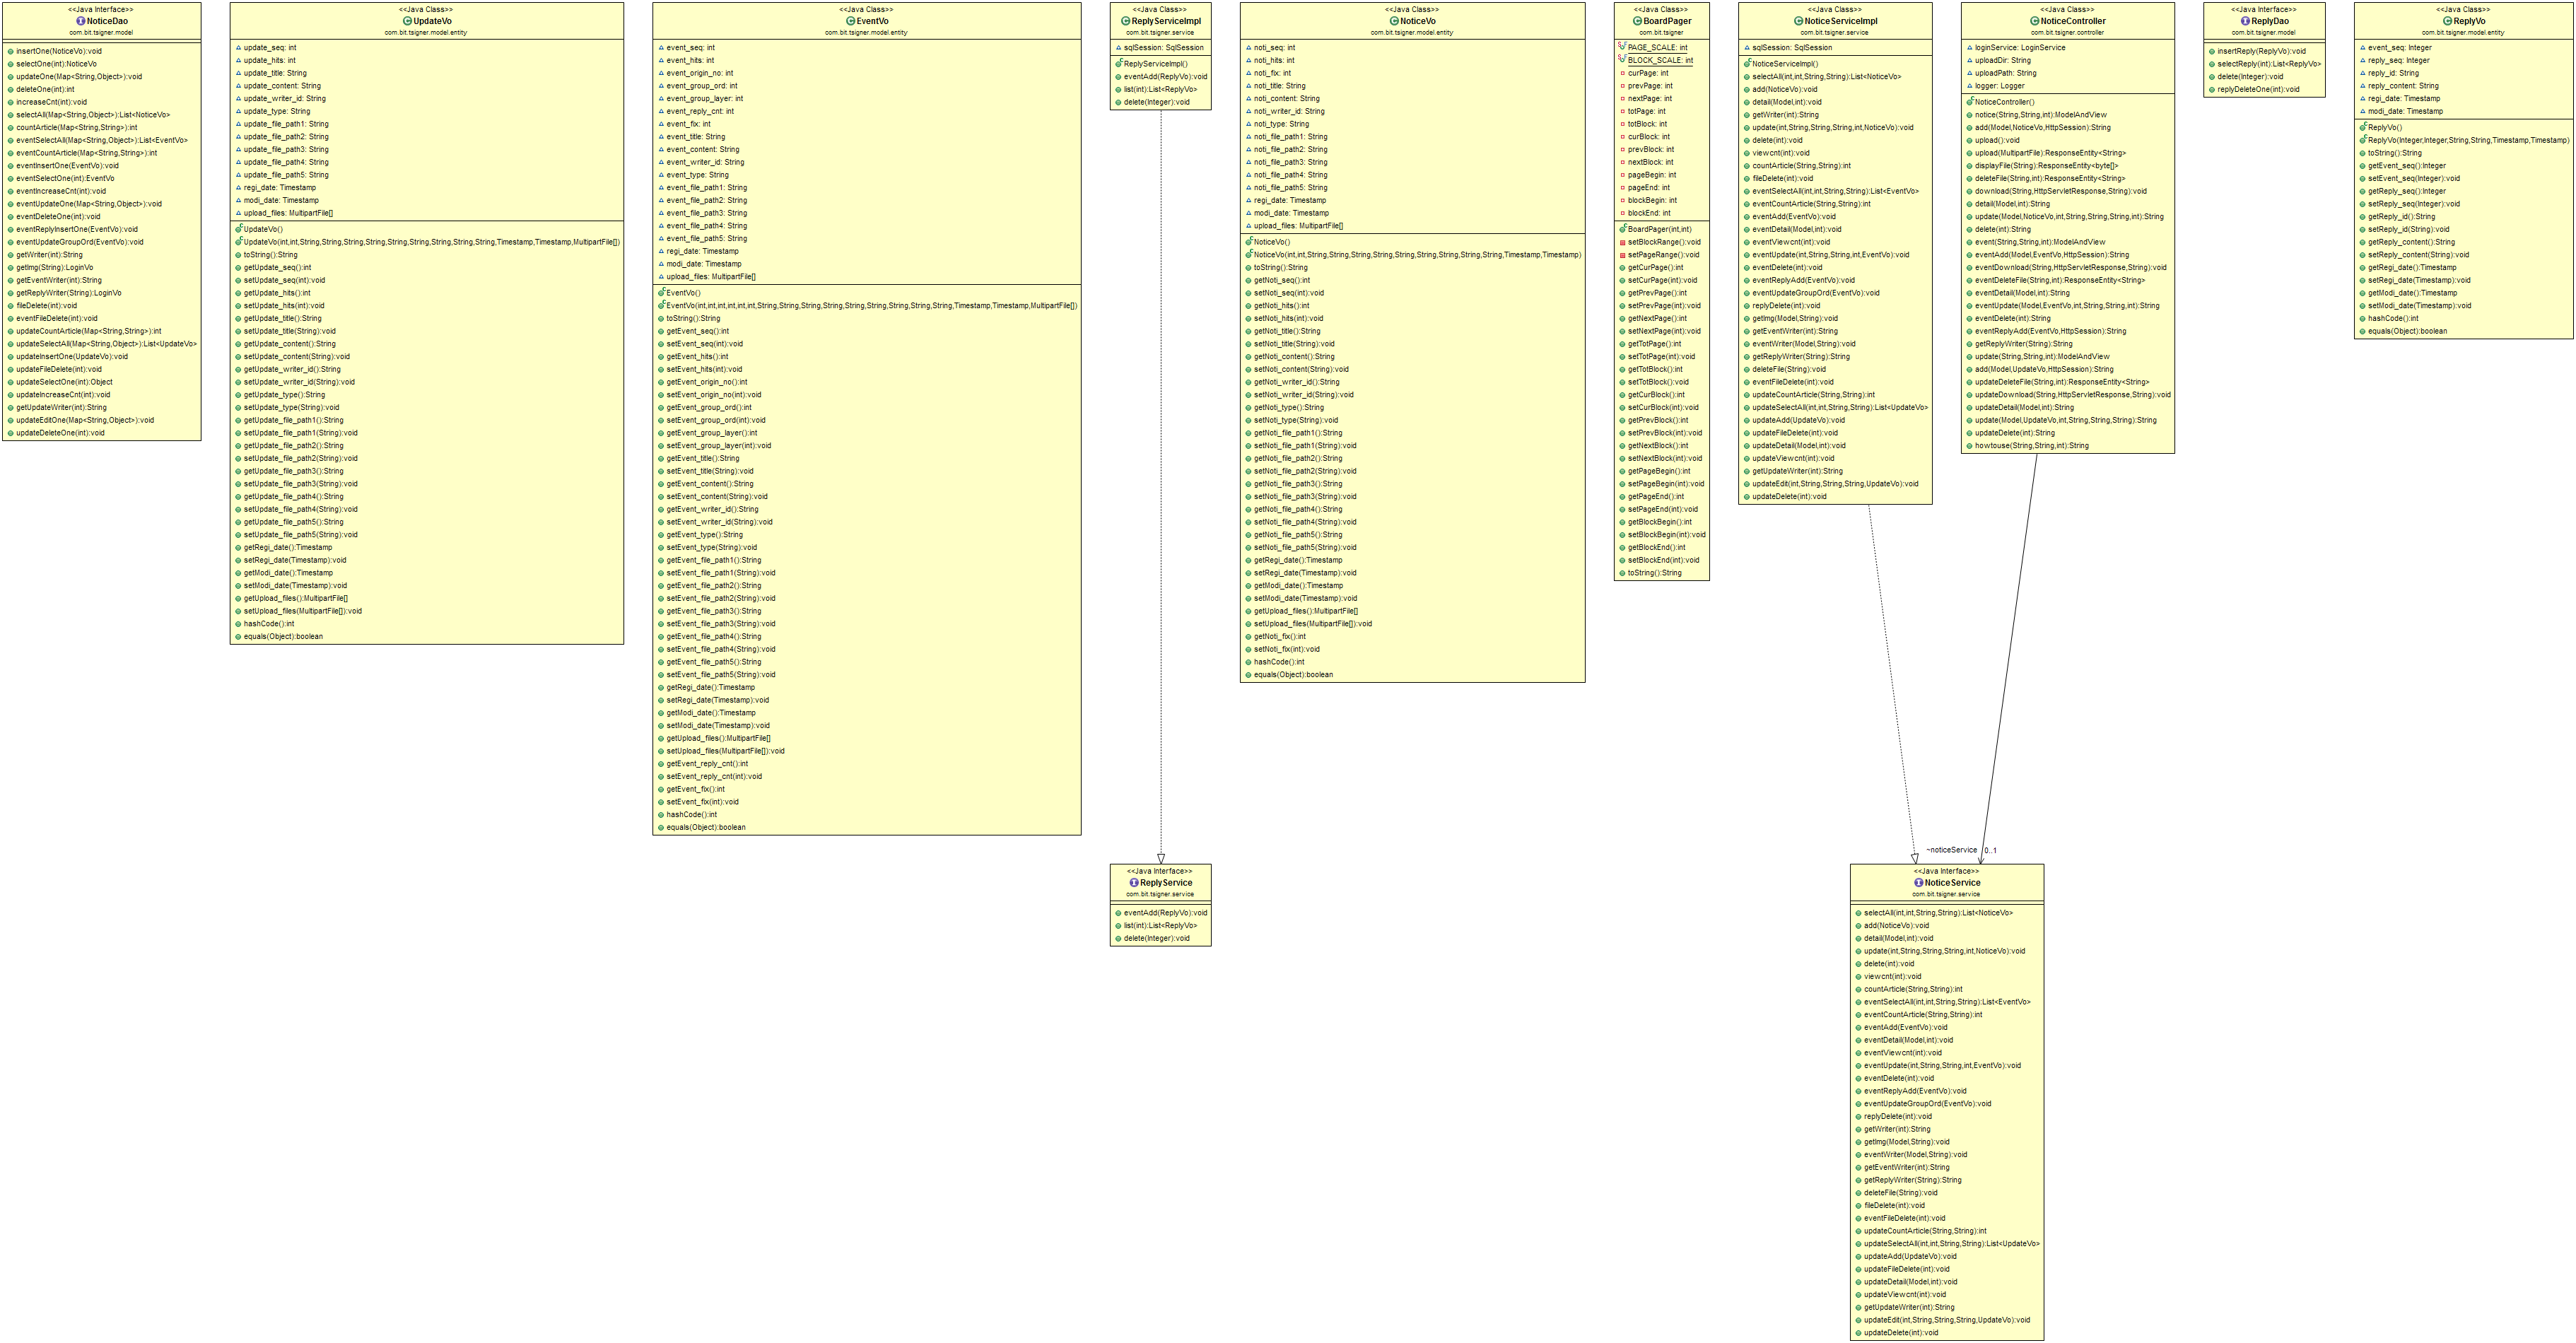 <<Java Interface>>
NoticeDao
com.bit.tsigner.model
insertOne(NoticeVo):void
selectOne(int):NoticeVo
updateOne(Map<String,Object>):void
deleteOne(int):int
increaseCnt(int):void
selectAll(Map<String,Object>):List<NoticeVo>
countArticle(Map<String,String>):int
eventSelectAll(Map<String,Object>):List<EventVo>
eventCountArticle(Map<String,String>):int
eventInsertOne(EventVo):void
eventSelectOne(int):EventVo
eventIncreaseCnt(int):void
eventUpdateOne(Map<String,Object>):void
eventDeleteOne(int):void
eventReplyInsertOne(EventVo):void
eventUpdateGroupOrd(EventVo):void
getWriter(int):String
getImg(String):LoginVo
getEventWriter(int):String
getReplyWriter(String):LoginVo
fileDelete(int):void
eventFileDelete(int):void
updateCountArticle(Map<String,String>):int
updateSelectAll(Map<String,Object>):List<UpdateVo>
updateInsertOne(UpdateVo):void
updateFileDelete(int):void
updateSelectOne(int):Object
updateIncreaseCnt(int):void
getUpdateWriter(int):String
updateEditOne(Map<String,Object>):void
updateDeleteOne(int):void
<<Java Class>>
UpdateVo
com.bit.tsigner.model.entity
update_seq: int
update_hits: int
update_title: String
update_content: String
update_writer_id: String
update_type: String
update_file_path1: String
update_file_path2: String
update_file_path3: String
update_file_path4: String
update_file_path5: String
regi_date: Timestamp
modi_date: Timestamp
upload_files: MultipartFile[]
UpdateVo()
UpdateVo(int,int,String,String,String,String,String,String,String,String,Timestamp,Timestamp,MultipartFile[])
toString():String
getUpdate_seq():int
setUpdate_seq(int):void
getUpdate_hits():int
setUpdate_hits(int):void
getUpdate_title():String
setUpdate_title(String):void
getUpdate_content():String
setUpdate_content(String):void
getUpdate_writer_id():String
setUpdate_writer_id(String):void
getUpdate_type():String
setUpdate_type(String):void
getUpdate_file_path1():String
setUpdate_file_path1(String):void
getUpdate_file_path2():String
setUpdate_file_path2(String):void
getUpdate_file_path3():String
setUpdate_file_path3(String):void
getUpdate_file_path4():String
setUpdate_file_path4(String):void
getUpdate_file_path5():String
setUpdate_file_path5(String):void
getRegi_date():Timestamp
setRegi_date(Timestamp):void
getModi_date():Timestamp
setModi_date(Timestamp):void
getUpload_files():MultipartFile[]
setUpload_files(MultipartFile[]):void
hashCode():int
equals(Object):boolean
<<Java Class>>
EventVo
com.bit.tsigner.model.entity
event_seq: int
event_hits: int
event_origin_no: int
event_group_ord: int
event_group_layer: int
event_reply_cnt: int
event_fix: int
event_title: String
event_content: String
event_writer_id: String
event_type: String
event_file_path1: String
event_file_path2: String
event_file_path3: String
event_file_path4: String
event_file_path5: String
regi_date: Timestamp
modi_date: Timestamp
upload_files: MultipartFile[]
EventVo()
EventVo(int,int,int,int,int,int,int,String,String,String,String,String,String,String,String,String,Timestamp,Timestamp,MultipartFile[])
toString():String
getEvent_seq():int
setEvent_seq(int):void
getEvent_hits():int
setEvent_hits(int):void
getEvent_origin_no():int
setEvent_origin_no(int):void
getEvent_group_ord():int
setEvent_group_ord(int):void
getEvent_group_layer():int
setEvent_group_layer(int):void
getEvent_title():String
setEvent_title(String):void
getEvent_content():String
setEvent_content(String):void
getEvent_writer_id():String
setEvent_writer_id(String):void
getEvent_type():String
setEvent_type(String):void
getEvent_file_path1():String
setEvent_file_path1(String):void
getEvent_file_path2():String
setEvent_file_path2(String):void
getEvent_file_path3():String
setEvent_file_path3(String):void
getEvent_file_path4():String
setEvent_file_path4(String):void
getEvent_file_path5():String
setEvent_file_path5(String):void
getRegi_date():Timestamp
setRegi_date(Timestamp):void
getModi_date():Timestamp
setModi_date(Timestamp):void
getUpload_files():MultipartFile[]
setUpload_files(MultipartFile[]):void
getEvent_reply_cnt():int
setEvent_reply_cnt(int):void
getEvent_fix():int
setEvent_fix(int):void
hashCode():int
equals(Object):boolean
<<Java Class>>
ReplyServiceImpl
com.bit.tsigner.service
sqlSession: SqlSession
ReplyServiceImpl()
eventAdd(ReplyVo):void
list(int):List<ReplyVo>
delete(Integer):void
<<Java Class>>
NoticeVo
com.bit.tsigner.model.entity
noti_seq: int
noti_hits: int
noti_fix: int
noti_title: String
noti_content: String
noti_writer_id: String
noti_type: String
noti_file_path1: String
noti_file_path2: String
noti_file_path3: String
noti_file_path4: String
noti_file_path5: String
regi_date: Timestamp
modi_date: Timestamp
upload_files: MultipartFile[]
NoticeVo()
NoticeVo(int,int,String,String,String,String,String,String,String,String,String,Timestamp,Timestamp)
toString():String
getNoti_seq():int
setNoti_seq(int):void
getNoti_hits():int
setNoti_hits(int):void
getNoti_title():String
setNoti_title(String):void
getNoti_content():String
setNoti_content(String):void
getNoti_writer_id():String
setNoti_writer_id(String):void
getNoti_type():String
setNoti_type(String):void
getNoti_file_path1():String
setNoti_file_path1(String):void
getNoti_file_path2():String
setNoti_file_path2(String):void
getNoti_file_path3():String
setNoti_file_path3(String):void
getNoti_file_path4():String
setNoti_file_path4(String):void
getNoti_file_path5():String
setNoti_file_path5(String):void
getRegi_date():Timestamp
setRegi_date(Timestamp):void
getModi_date():Timestamp
setModi_date(Timestamp):void
getUpload_files():MultipartFile[]
setUpload_files(MultipartFile[]):void
getNoti_fix():int
setNoti_fix(int):void
hashCode():int
equals(Object):boolean
<<Java Class>>
BoardPager
com.bit.tsigner
PAGE_SCALE: int
BLOCK_SCALE: int
curPage: int
prevPage: int
nextPage: int
totPage: int
totBlock: int
curBlock: int
prevBlock: int
nextBlock: int
pageBegin: int
pageEnd: int
blockBegin: int
blockEnd: int
BoardPager(int,int)
setBlockRange():void
setPageRange():void
getCurPage():int
setCurPage(int):void
getPrevPage():int
setPrevPage(int):void
getNextPage():int
setNextPage(int):void
getTotPage():int
setTotPage(int):void
getTotBlock():int
setTotBlock():void
getCurBlock():int
setCurBlock(int):void
getPrevBlock():int
setPrevBlock(int):void
getNextBlock():int
setNextBlock(int):void
getPageBegin():int
setPageBegin(int):void
getPageEnd():int
setPageEnd(int):void
getBlockBegin():int
setBlockBegin(int):void
getBlockEnd():int
setBlockEnd(int):void
toString():String
<<Java Class>>
NoticeServiceImpl
com.bit.tsigner.service
sqlSession: SqlSession
NoticeServiceImpl()
selectAll(int,int,String,String):List<NoticeVo>
add(NoticeVo):void
detail(Model,int):void
getWriter(int):String
update(int,String,String,String,int,NoticeVo):void
delete(int):void
viewcnt(int):void
countArticle(String,String):int
fileDelete(int):void
eventSelectAll(int,int,String,String):List<EventVo>
eventCountArticle(String,String):int
eventAdd(EventVo):void
eventDetail(Model,int):void
eventViewcnt(int):void
eventUpdate(int,String,String,int,EventVo):void
eventDelete(int):void
eventReplyAdd(EventVo):void
eventUpdateGroupOrd(EventVo):void
replyDelete(int):void
getImg(Model,String):void
getEventWriter(int):String
eventWriter(Model,String):void
getReplyWriter(String):String
deleteFile(String):void
eventFileDelete(int):void
updateCountArticle(String,String):int
updateSelectAll(int,int,String,String):List<UpdateVo>
updateAdd(UpdateVo):void
updateFileDelete(int):void
updateDetail(Model,int):void
updateViewcnt(int):void
getUpdateWriter(int):String
updateEdit(int,String,String,String,UpdateVo):void
updateDelete(int):void
<<Java Class>>
NoticeController
com.bit.tsigner.controller
loginService: LoginService
uploadDir: String
uploadPath: String
logger: Logger
NoticeController()
notice(String,String,int):ModelAndView
add(Model,NoticeVo,HttpSession):String
upload():void
upload(MultipartFile):ResponseEntity<String>
displayFile(String):ResponseEntity<byte[]>
deleteFile(String,int):ResponseEntity<String>
download(String,HttpServletResponse,String):void
detail(Model,int):String
update(Model,NoticeVo,int,String,String,String,int):String
delete(int):String
event(String,String,int):ModelAndView
eventAdd(Model,EventVo,HttpSession):String
eventDownload(String,HttpServletResponse,String):void
eventDeleteFile(String,int):ResponseEntity<String>
eventDetail(Model,int):String
eventUpdate(Model,EventVo,int,String,String,int):String
eventDelete(int):String
eventReplyAdd(EventVo,HttpSession):String
getReplyWriter(String):String
update(String,String,int):ModelAndView
add(Model,UpdateVo,HttpSession):String
updateDeleteFile(String,int):ResponseEntity<String>
updateDownload(String,HttpServletResponse,String):void
updateDetail(Model,int):String
update(Model,UpdateVo,int,String,String,String):String
updateDelete(int):String
howtouse(String,String,int):String
<<Java Interface>>
ReplyDao
com.bit.tsigner.model
insertReply(ReplyVo):void
selectReply(int):List<ReplyVo>
delete(Integer):void
replyDeleteOne(int):void
<<Java Class>>
ReplyVo
com.bit.tsigner.model.entity
event_seq: Integer
reply_seq: Integer
reply_id: String
reply_content: String
regi_date: Timestamp
modi_date: Timestamp
ReplyVo()
ReplyVo(Integer,Integer,String,String,Timestamp,Timestamp)
toString():String
getEvent_seq():Integer
setEvent_seq(Integer):void
getReply_seq():Integer
setReply_seq(Integer):void
getReply_id():String
setReply_id(String):void
getReply_content():String
setReply_content(String):void
getRegi_date():Timestamp
setRegi_date(Timestamp):void
getModi_date():Timestamp
setModi_date(Timestamp):void
hashCode():int
equals(Object):boolean
<<Java Interface>>
ReplyService
com.bit.tsigner.service
eventAdd(ReplyVo):void
list(int):List<ReplyVo>
delete(Integer):void
~noticeService
0..1
<<Java Interface>>
NoticeService
com.bit.tsigner.service
selectAll(int,int,String,String):List<NoticeVo>
add(NoticeVo):void
detail(Model,int):void
update(int,String,String,String,int,NoticeVo):void
delete(int):void
viewcnt(int):void
countArticle(String,String):int
eventSelectAll(int,int,String,String):List<EventVo>
eventCountArticle(String,String):int
eventAdd(EventVo):void
eventDetail(Model,int):void
eventViewcnt(int):void
eventUpdate(int,String,String,int,EventVo):void
eventDelete(int):void
eventReplyAdd(EventVo):void
eventUpdateGroupOrd(EventVo):void
replyDelete(int):void
getWriter(int):String
getImg(Model,String):void
eventWriter(Model,String):void
getEventWriter(int):String
getReplyWriter(String):String
deleteFile(String):void
fileDelete(int):void
eventFileDelete(int):void
updateCountArticle(String,String):int
updateSelectAll(int,int,String,String):List<UpdateVo>
updateAdd(UpdateVo):void
updateFileDelete(int):void
updateDetail(Model,int):void
updateViewcnt(int):void
getUpdateWriter(int):String
updateEdit(int,String,String,String,UpdateVo):void
updateDelete(int):void